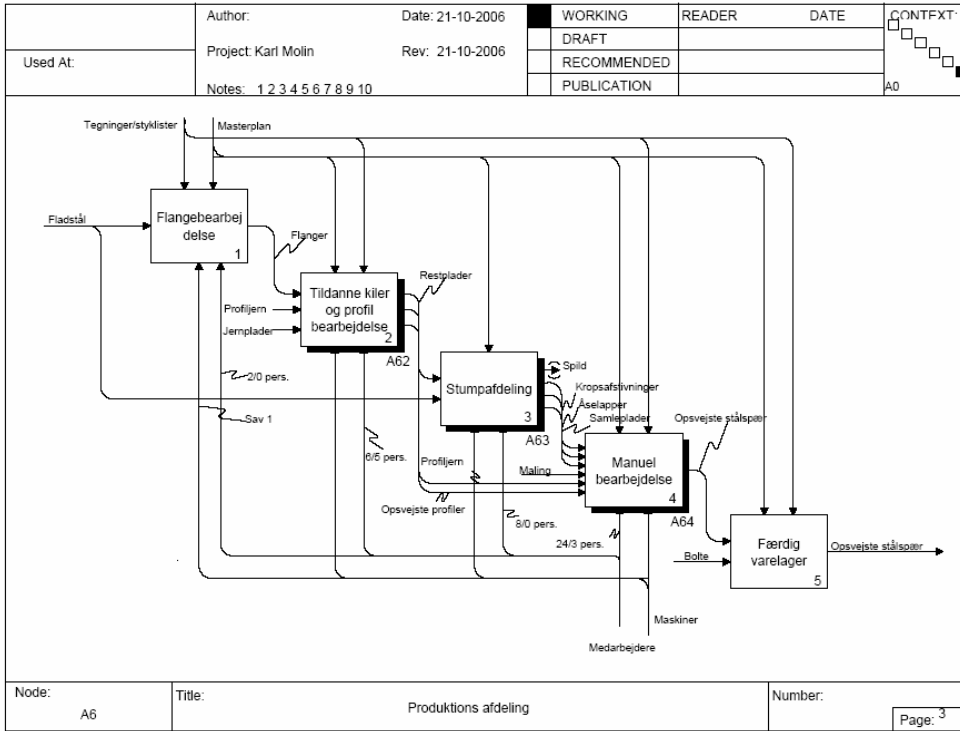 Used At:
Author:
Date: 21-10-2006
Project: Karl Molin
Rev: 21-10-2006
Notes: 1 2 3 4 5 6 7 8 9 10
WORKING
DRAFT
RECOMMENDED
PUBLICATION
READER
DATE
CONTEXT:
A0
Tegninger/styklister
Masterplan
Fladstål
Flangebearbej
delse
1
Flanger
Restplader
Profiljern
Jernplader
Tildanne kiler
og profil
bearbejdelse
2
A62
2/0 pers.
Sav 1
Stumpafdeling
3
A63
Spild
Kropsafstivninger
Åselapper
Samleplader
Opsvejste stålspær
6/5 pers.
Profiljern
Maling
Opsvejste profiler
Manuel
bearbejdelse
4
A64
8/0 pers.
24/3 pers.
Bolte
Færdig
varelager
5
Opsvejste stålspær
Maskiner
Medarbejdere
Node:
A6
Title:
Produktions afdeling
Number:
Page: 3